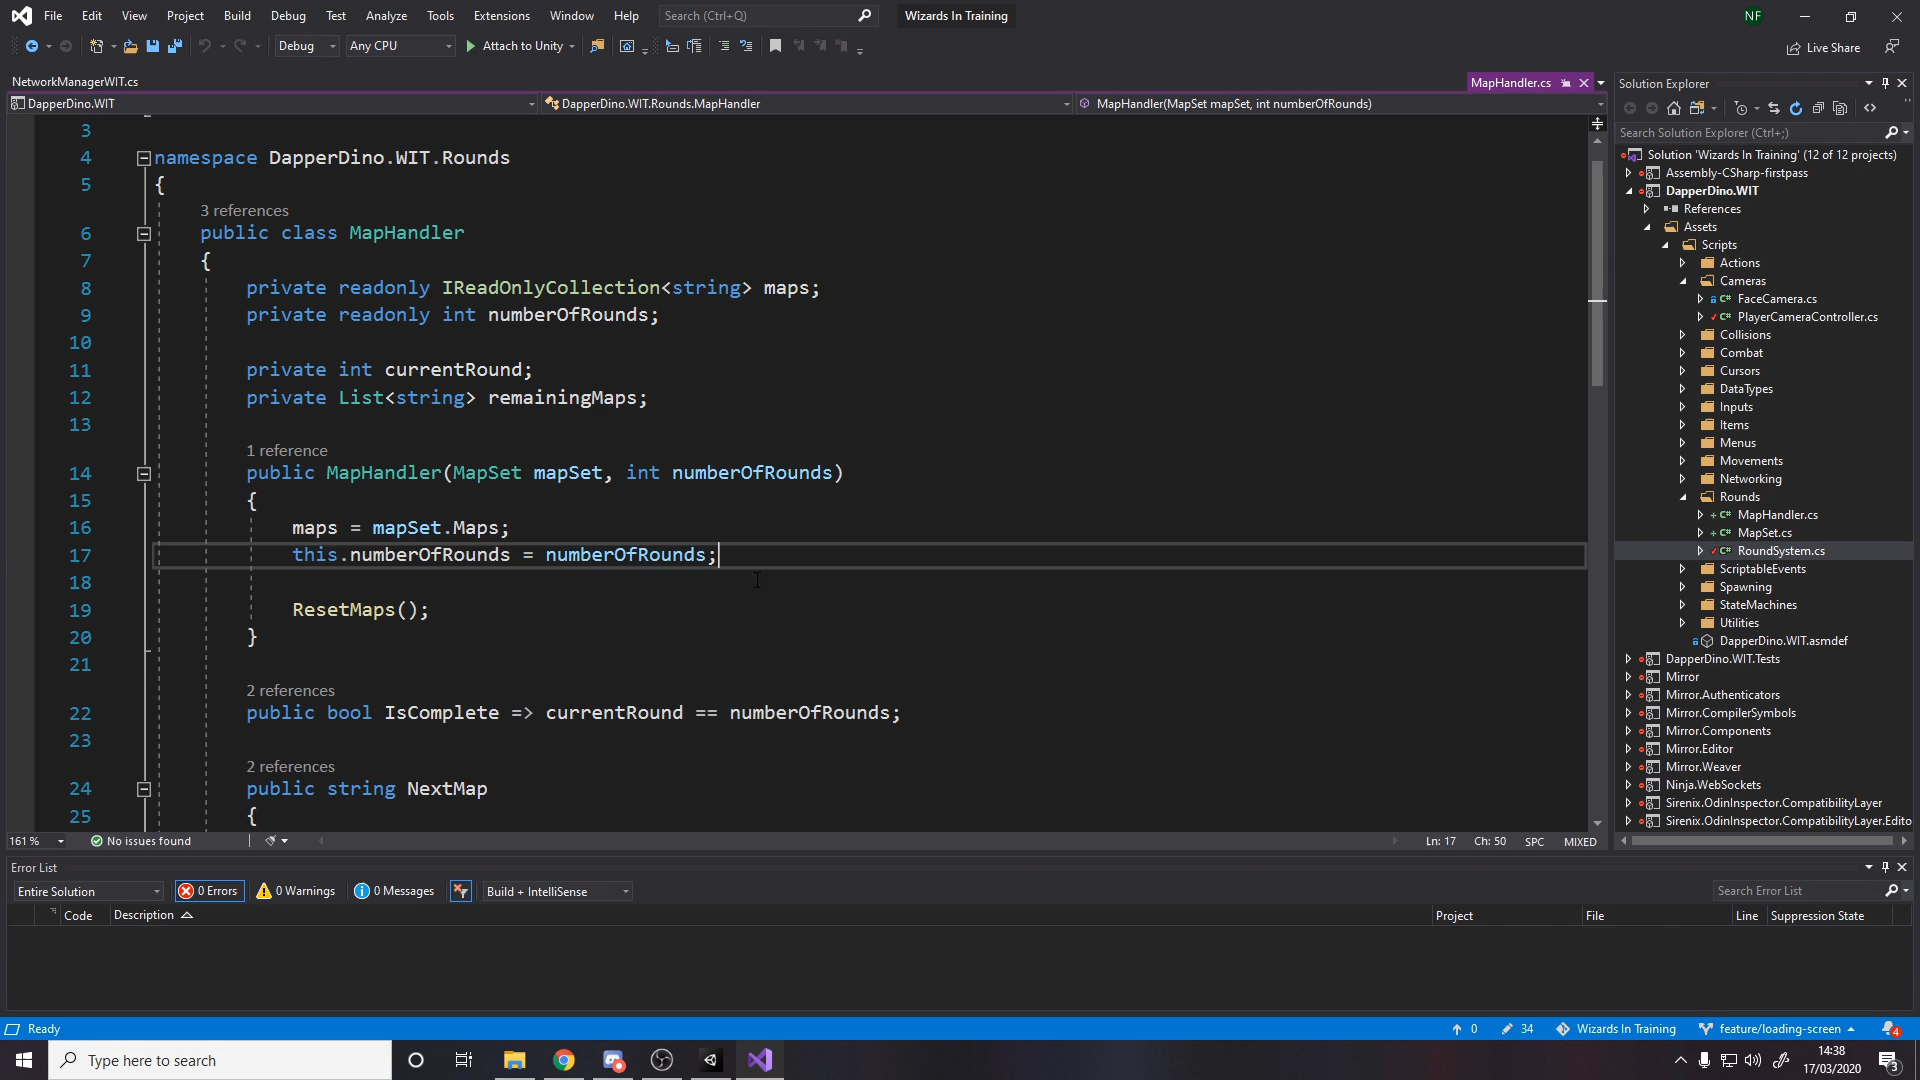 File Edit View Project Build Debug Test Analyze Tools Extensions Window Help Search (Ctrl+Q) Wizards In Training NF
Debug Any CPU Attach to Unity Live Share
NetworkManagerWIT.cs MapHandler.cs
DapperDino.WIT DapperDino.WIT.Rounds.MapHandler MapHandler(MapSet mapSet, int numberOfRounds)
3
4 namespace DapperDino.WIT.Rounds
5 {
3 references
6 public class MapHandler
7 {
8 private readonly IReadOnlyCollection<string> maps;
9 private readonly int numberOfRounds;
10
11 private int currentRound;
12 private List<string> remainingMaps;
13
1 reference
14 public MapHandler(MapSet mapSet, int numberOfRounds)
15 {
16 maps = mapSet.Maps;
17 this.numberOfRounds = numberOfRounds;
18
19 ResetMaps();
20 }
21
2 references
22 public bool IsComplete => currentRound == numberOfRounds;
23
2 references
24 public string NextMap
25 {
161 % No issues found Ln: 17 Ch: 50 SPC MIXED
Solution Explorer
Search Solution Explorer (Ctrl+;)
Solution 'Wizards In Training' (12 of 12 projects)
Assembly-CSharp-firstpass
DapperDino.WIT
References
Assets
Scripts
Actions
Cameras
C# FaceCamera.cs
C# PlayerCameraController.cs
Collisions
Combat
Cursors
DataTypes
Inputs
Items
Menus
Movements
Networking
Rounds
C# MapHandler.cs
C# MapSet.cs
C# RoundSystem.cs
ScriptableEvents
Spawning
StateMachines
Utilities
DapperDino.WIT.asmdef
DapperDino.WIT.Tests
Mirror
Mirror.Authenticators
Mirror.CompilerSymbols
Mirror.Components
Mirror.Editor
Mirror.Weaver
Ninja.WebSockets
Sirenix.OdinInspector.CompatibilityLayer
Sirenix.OdinInspector.CompatibilityLayer.Edito
Error List
Entire Solution 0 Errors 0 Warnings 0 Messages Build + IntelliSense Search Error List
Code Description Project File Line Suppression State
Ready 0 34 Wizards In Training feature/loading-screen 4
Type here to search 14:38
17/03/2020 3